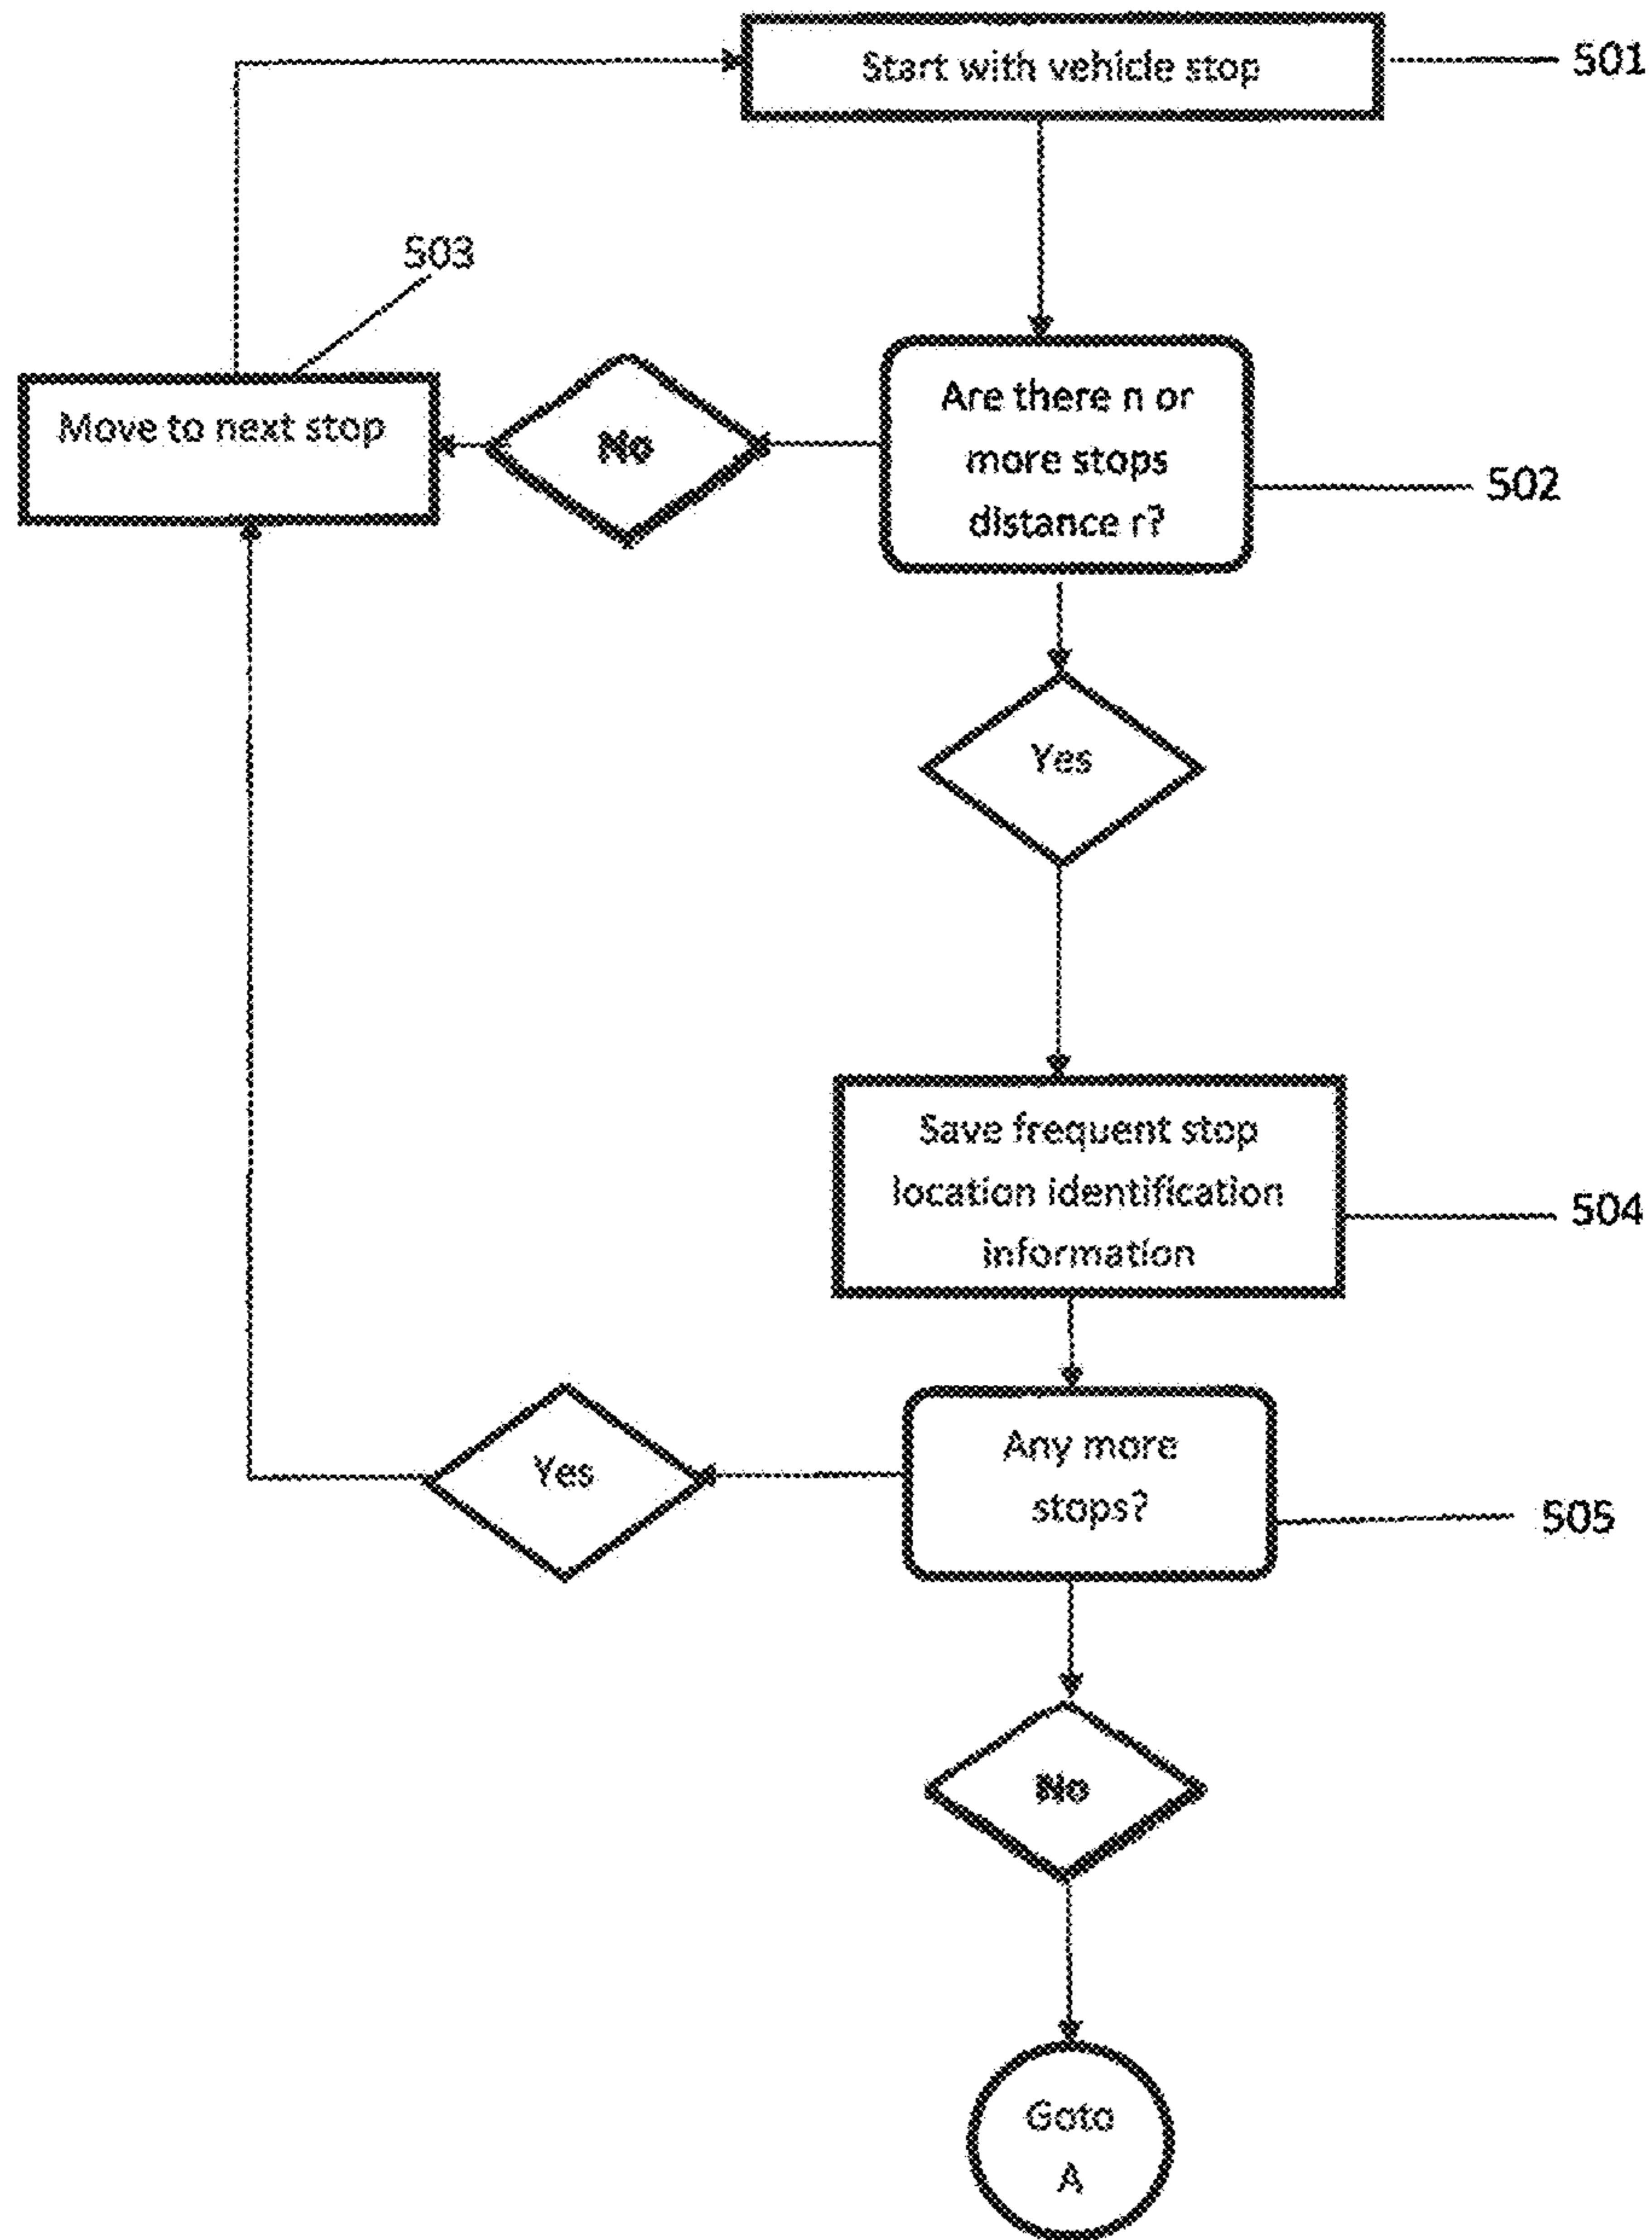 Start with vehicle stop
501
503
Move to next stop
No
Are there n or
more stops
distance r?
502
Yes
Save frequent stop
location identification
information
504
Yes
Any more
stops?
505
No
Goto
A